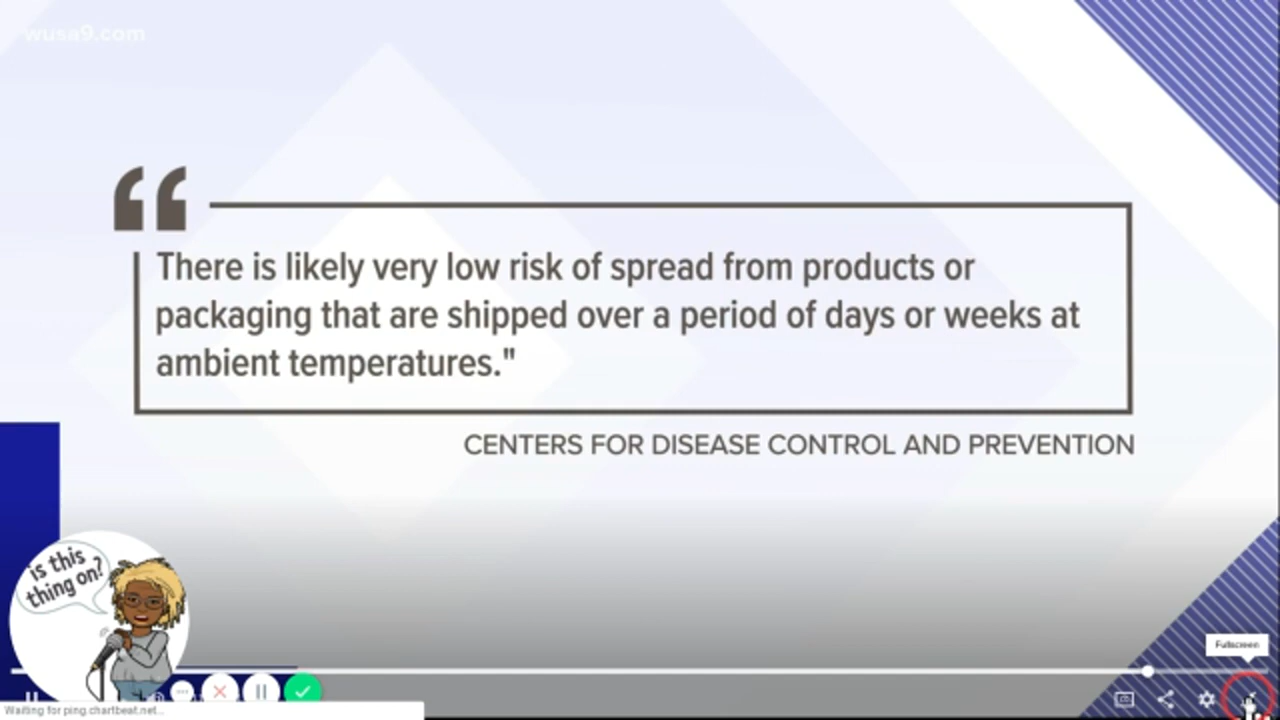 wusa9.com
“
There is likely very low risk of spread from products or
packaging that are shipped over a period of days or weeks at
ambient temperatures."
CENTERS FOR DISEASE CONTROL AND PREVENTION
is this
thing on?
Fullscreen
Waiting for ping.chartbeat.net...